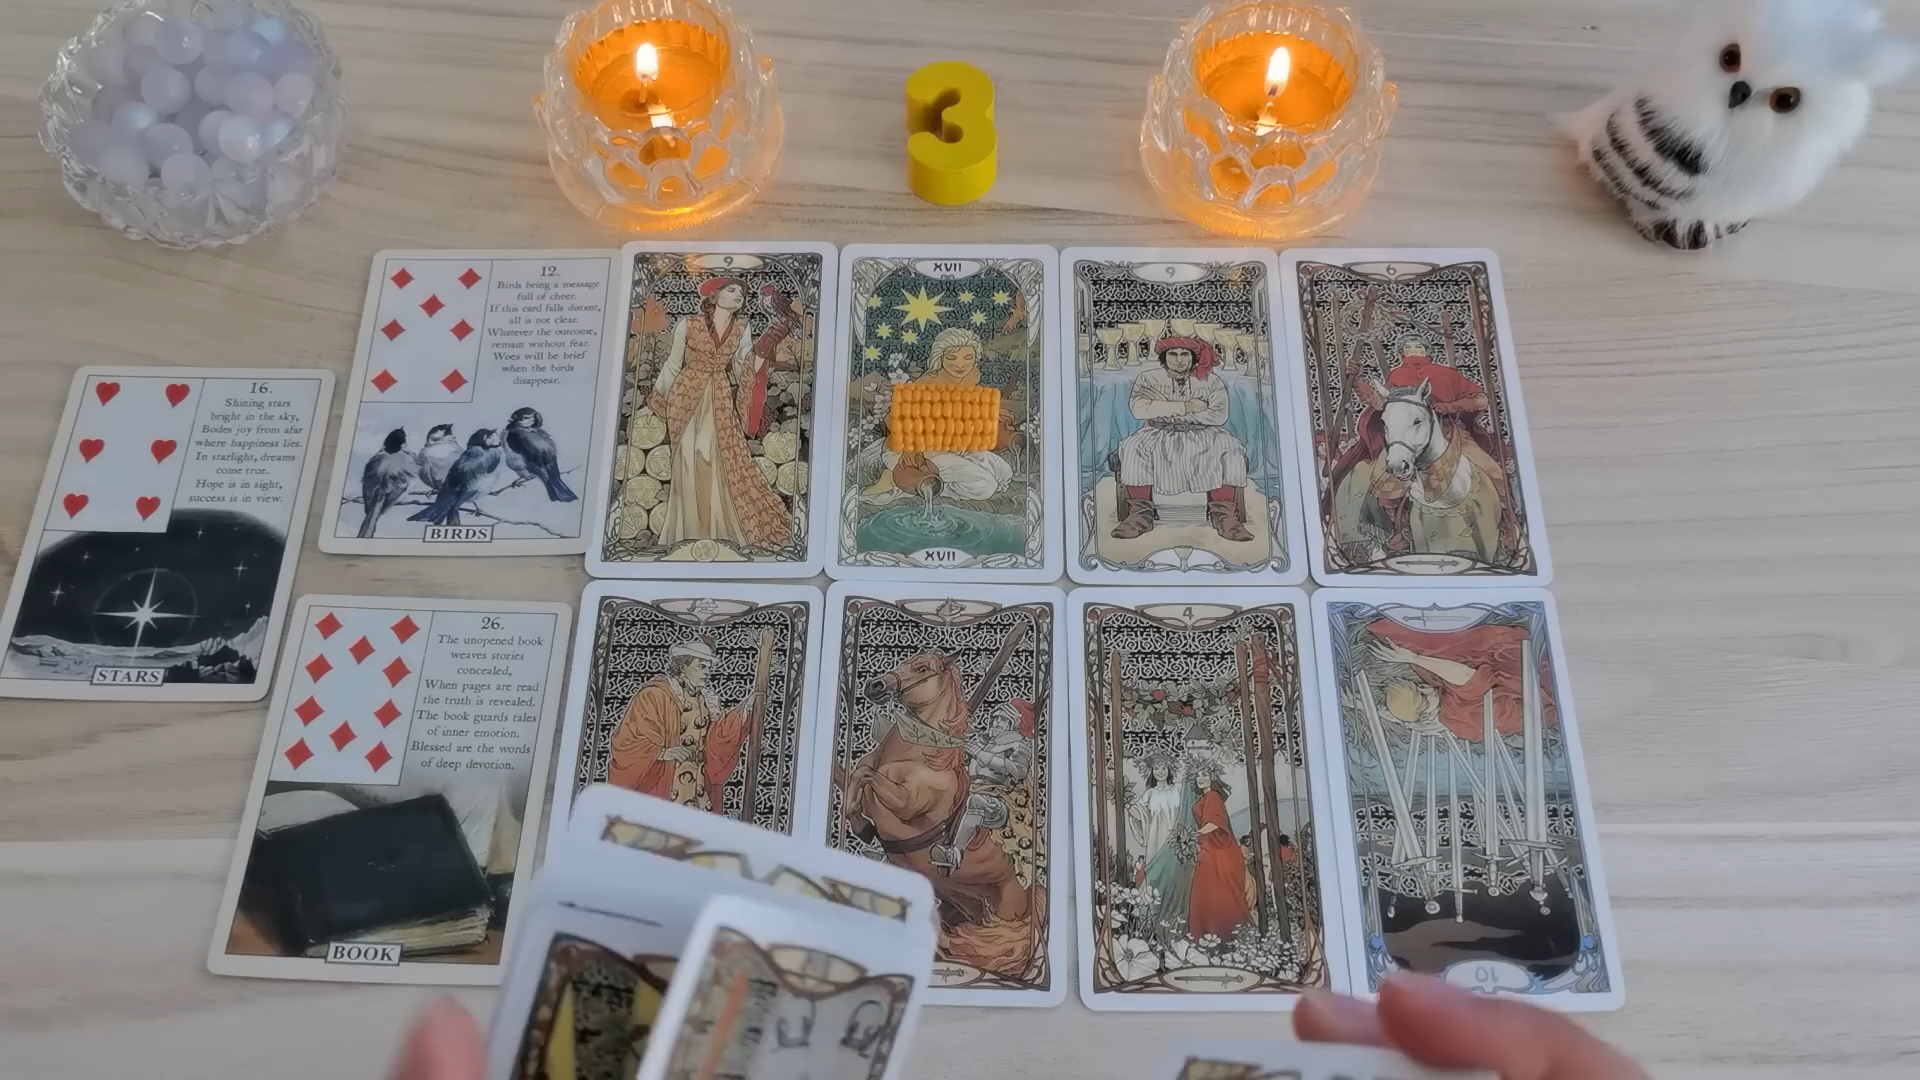 3
16.
Shining stars
bright in the sky,
Bodes joy from afar
where happiness lies.
In starlight, dreams
come true.
Hope is in sight,
success is in view.
STARS
12.
Birds bring a message
full of cheer.
If this card falls distant,
all is not clear.
Whatever the outcome,
remain without fear.
Woes will be brief
when the birds
disappear.
BIRDS
26.
The unopened book
weaves stories
concealed,
When pages are read
the truth is revealed.
The book guards tales
of inner emotion.
Blessed are the words
of deep devotion.
BOOK
9
XVII
XVII
9
6
4
10